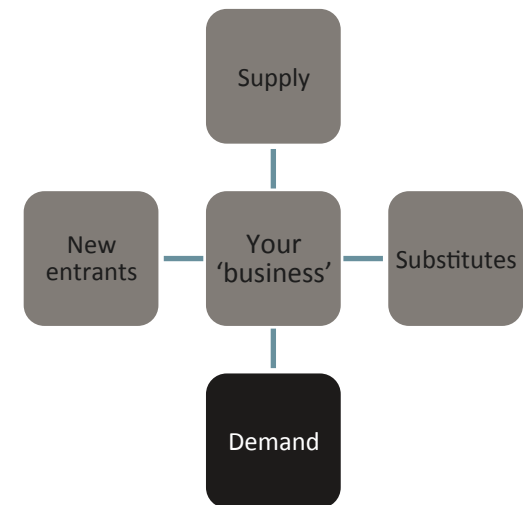 Supply
New
entrants
Your
‘business’
Substitutes
Demand